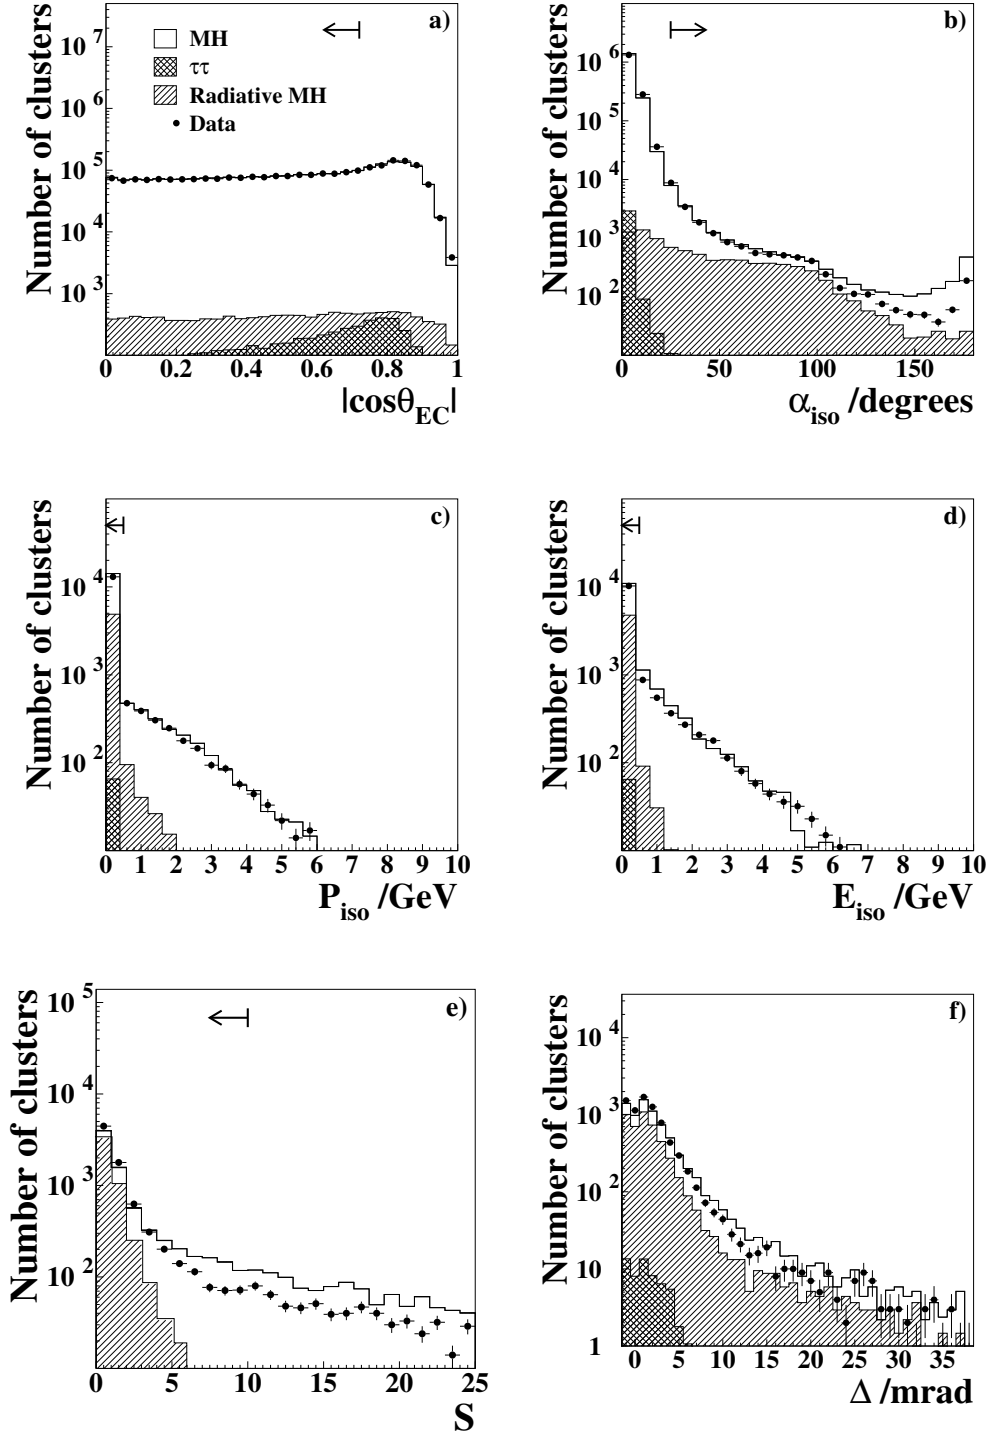 a)
MH
ττ
Radiative MH
Data
Number of clusters
10^7
10^6
10^5
10^4
10^3
0 0.2 0.4 0.6 0.8 1
|cosθ_EC|
b)
Number of clusters
10^6
10^5
10^4
10^3
10^2
0 50 100 150
α_iso /degrees
c)
Number of clusters
10^4
10^3
10^2
0 1 2 3 4 5 6 7 8 9 10
P_iso /GeV
d)
Number of clusters
10^4
10^3
10^2
0 1 2 3 4 5 6 7 8 9 10
E_iso /GeV
e)
Number of clusters
10^5
10^4
10^3
10^2
0 5 10 15 20 25
S
f)
Number of clusters
10^4
10^3
10^2
10
1
0 5 10 15 20 25 30 35
Δ /mrad